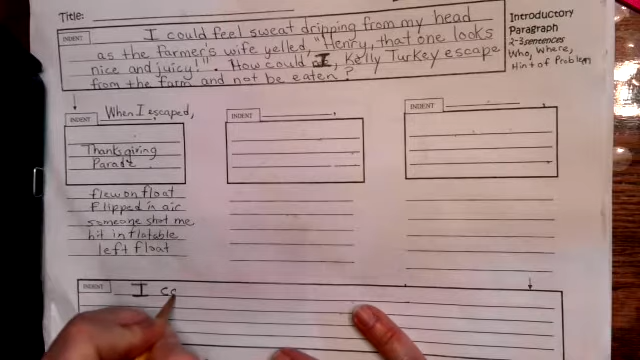 Title:
INDENT I could feel sweat dripping from my head
as the farmer's wife yelled, "Henry, that one looks
nice and juicy!". How could I, Kelly Turkey escape
from the farm and not be eaten?
Introductory
Paragraph
2-3 sentences
Who, Where,
Hint of Problem
INDENT When I escaped,
Thanksgiving
Parade
flew on float
flipped in air
someone shot me
hit inflatable
left float
INDENT ,
INDENT ,
INDENT I co